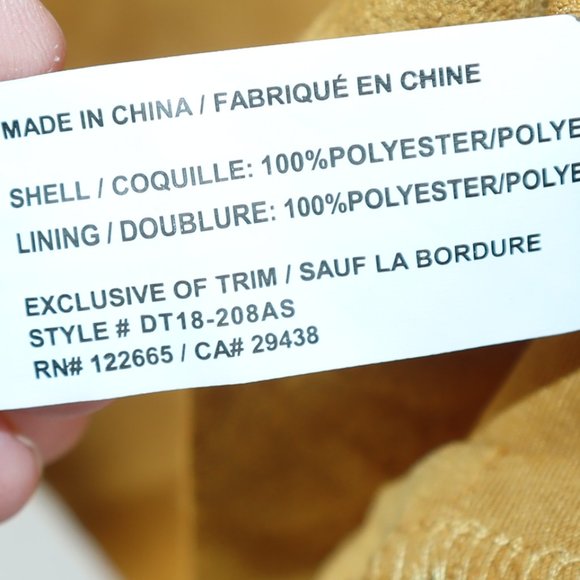 MADE IN CHINA / FABRIQUÉ EN CHINE
SHELL / COQUILLE: 100%POLYESTER/POLYE
LINING / DOUBLURE: 100%POLYESTER/POLYE
EXCLUSIVE OF TRIM / SAUF LA BORDURE
STYLE # DT18-208AS
RN# 122665 / CA# 29438